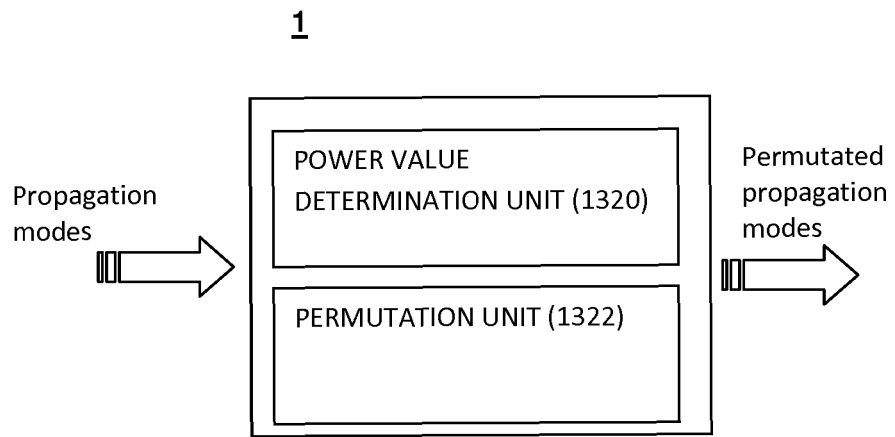 1
Propagation
modes
POWER VALUE
DETERMINATION UNIT (1320)
PERMUTATION UNIT (1322)
Permutated
propagation
modes